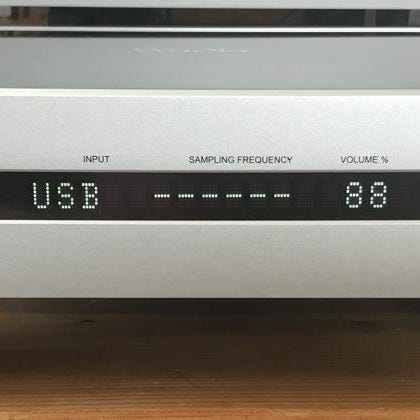 INPUT SAMPLING FREQUENCY VOLUME %
USB ------ 88